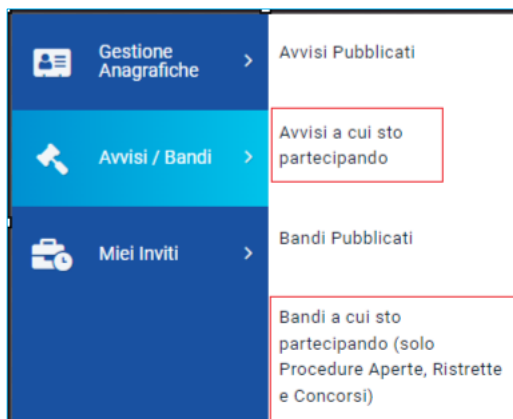 Gestione
Anagrafiche
Avvisi / Bandi
Miei Inviti
Avvisi Pubblicati
Avvisi a cui sto
partecipando
Bandi Pubblicati
Bandi a cui sto
partecipando (solo
Procedure Aperte, Ristrette
e Concorsi)